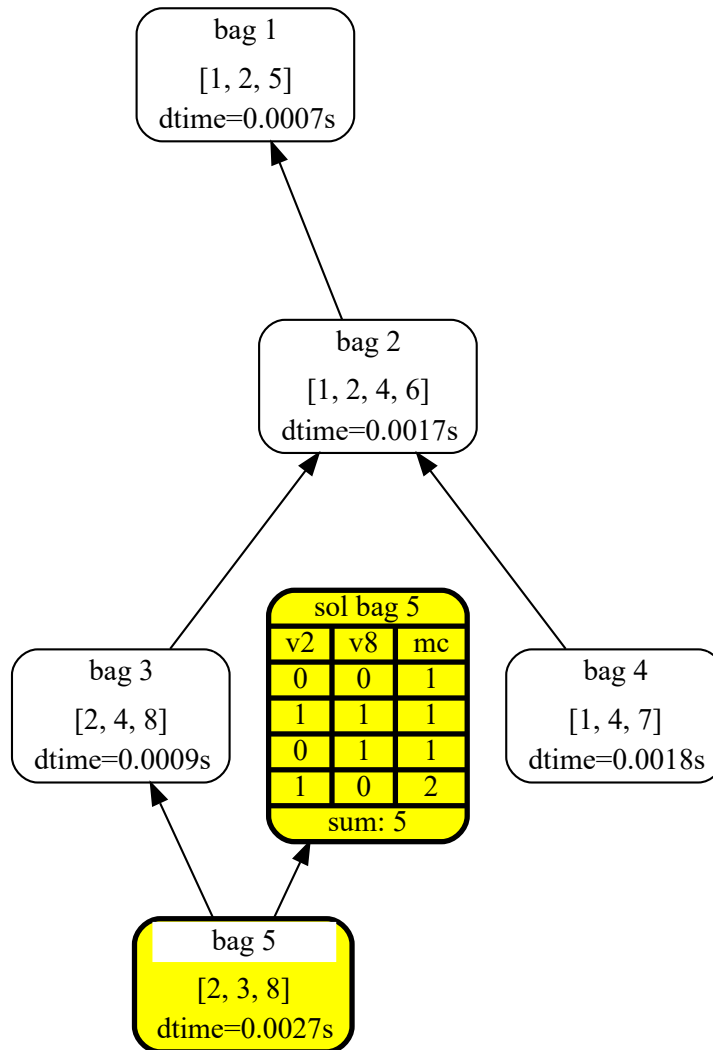 bag 1
[1, 2, 5]
dtime=0.0007s
bag 2
[1, 2, 4, 6]
dtime=0.0017s
sol bag 5
v2 v8 mc
0 0 1
1 1 1
0 1 1
1 0 2
sum: 5
bag 3
[2, 4, 8]
dtime=0.0009s
bag 4
[1, 4, 7]
dtime=0.0018s
bag 5
[2, 3, 8]
dtime=0.0027s